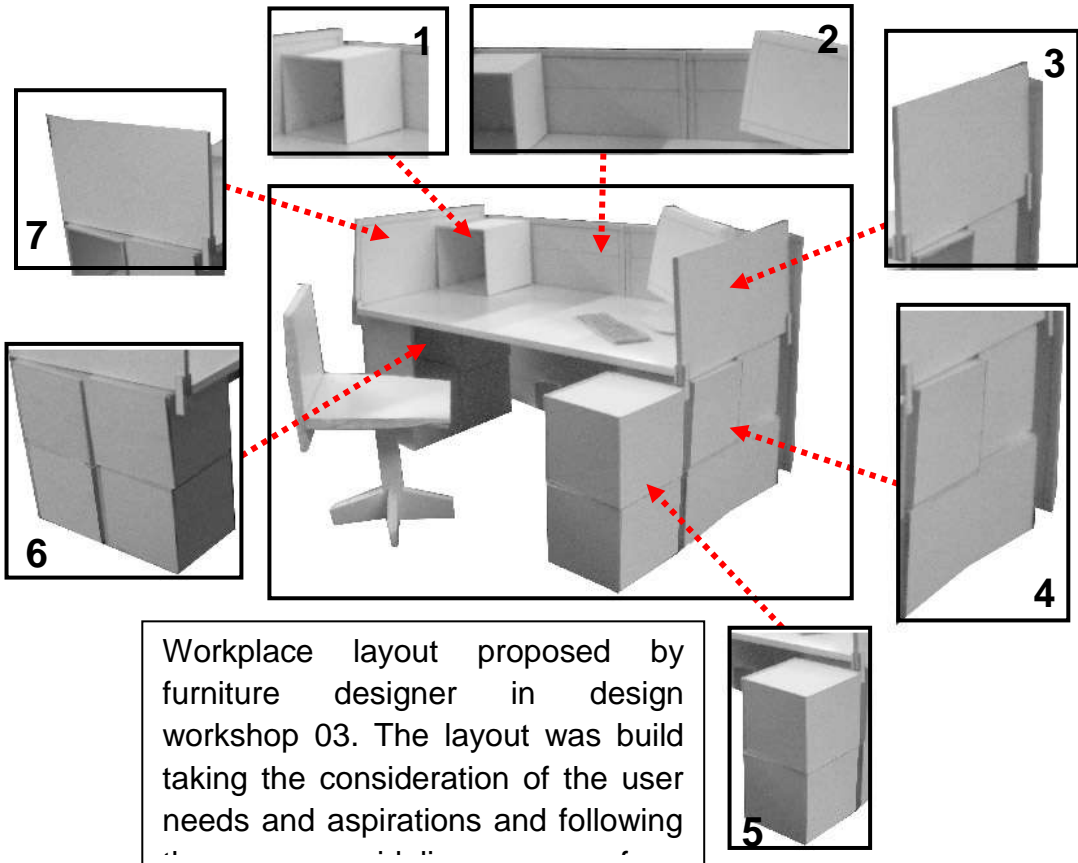 1
2
3
7
6
4
5
Workplace layout proposed by
furniture designer in design
workshop 03. The layout was build
taking the consideration of the user
needs and aspirations and following